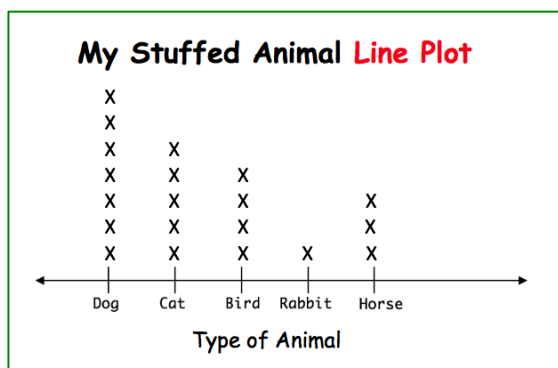 My Stuffed Animal Line Plot
X
X
X X
X X X
X X X X
X X X X
X X X X X
Dog Cat Bird Rabbit Horse
Type of Animal